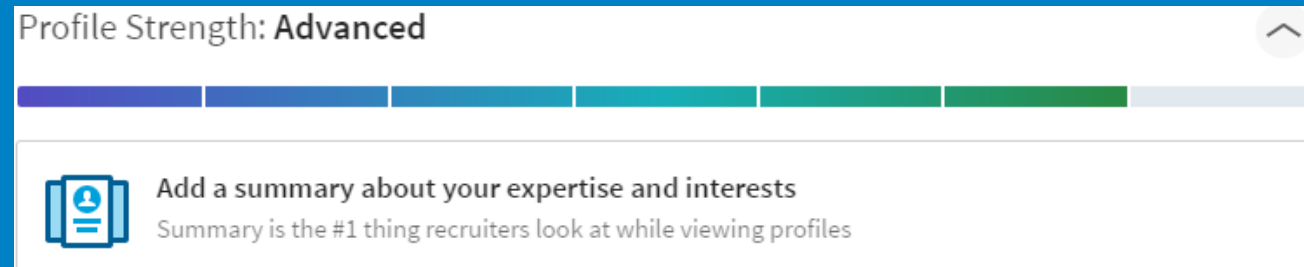 Profile Strength: Advanced
Add a summary about your expertise and interests
Summary is the #1 thing recruiters look at while viewing profiles